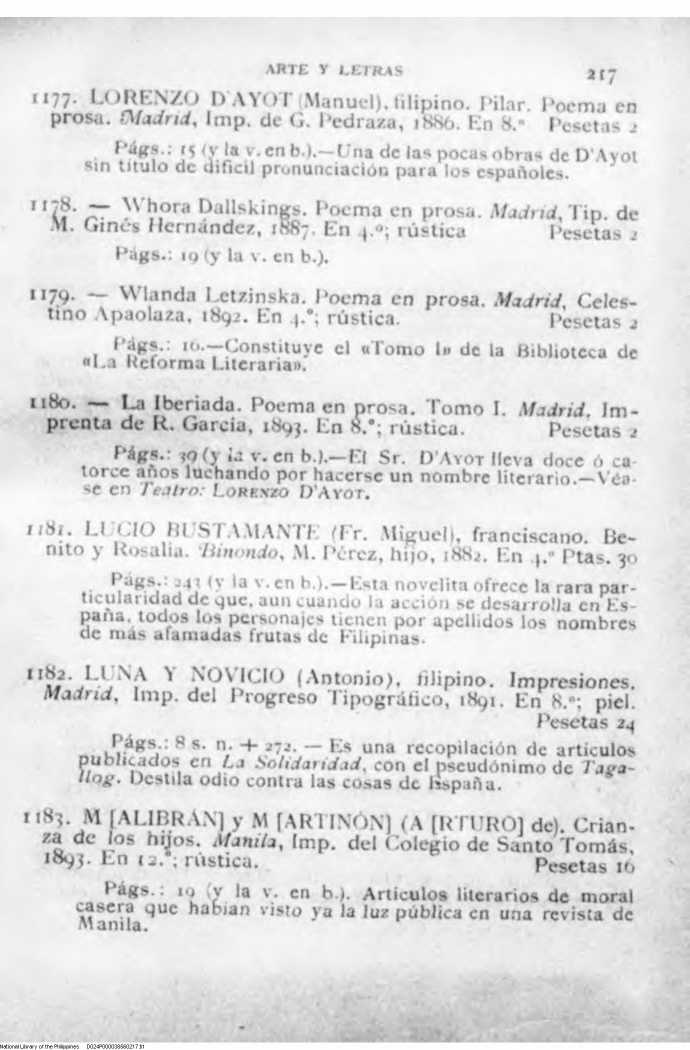 ARTE Y LETRAS 217
1177. LORENZO D'AYOT (Manuel), filipino. Pilar. Poema en
prosa. Madrid, Imp. de G. Pedraza, 1886. En 8.º Pesetas 2
Págs.: 15 (y la v. en b.).—Una de las pocas obras de D'Ayot
sin título de difícil pronunciación para los españoles.
1178. — Whora Dallskings. Poema en prosa. Madrid, Tip. de
M. Ginés Hernández, 1887. En 4.º; rústica Pesetas 2
Págs.: 19 (y la v. en b.).
1179. — Wlanda Letzinska. Poema en prosa. Madrid, Celes-
tino Apaolaza, 1892. En 4.º; rústica. Pesetas 2
Págs.: 16.—Constituye el «Tomo I» de la Biblioteca de
«La Reforma Literaria».
1180. — La Iberiada. Poema en prosa. Tomo I. Madrid, Im-
prenta de R. García, 1893. En 8.º; rústica. Pesetas 2
Págs.: 39 (y la v. en b.).—El Sr. D'AYOT lleva doce ó ca-
torce años luchando por hacerse un nombre literario.—Véa-
se en Teatro: LORENZO D'AYOT.
1181. LUCIO BUSTAMANTE (Fr. Miguel), franciscano. Be-
nito y Rosalía. Binondo, M. Pérez, hijo, 1882. En 4.º Ptas. 30
Págs.: 243 (y la v. en b.).—Esta novelita ofrece la rara par-
ticularidad de que, aun cuando la acción se desarrolla en Es-
paña, todos los personajes tienen por apellidos los nombres
de más afamadas frutas de Filipinas.
1182. LUNA Y NOVICIO (Antonio), filipino. Impresiones.
Madrid, Imp. del Progreso Tipográfico, 1891. En 8.º; piel.
Pesetas 24
Págs.: 8 s. n. + 272. — Es una recopilación de artículos
publicados en La Solidaridad, con el pseudónimo de Taga-
Ilog. Destila odio contra las cosas de España.
1183. M [ALIBRÁN] y M [ARTINÓN] (A [RTURO] de). Crian-
za de los hijos. Manila, Imp. del Colegio de Santo Tomás,
1893. En 12.º; rústica. Pesetas 16
Págs.: 19 (y la v. en b.). Artículos literarios de moral
casera que habían visto ya la luz pública en una revista de
Manila.
National Library of the Philippines D024P000038560217.tit